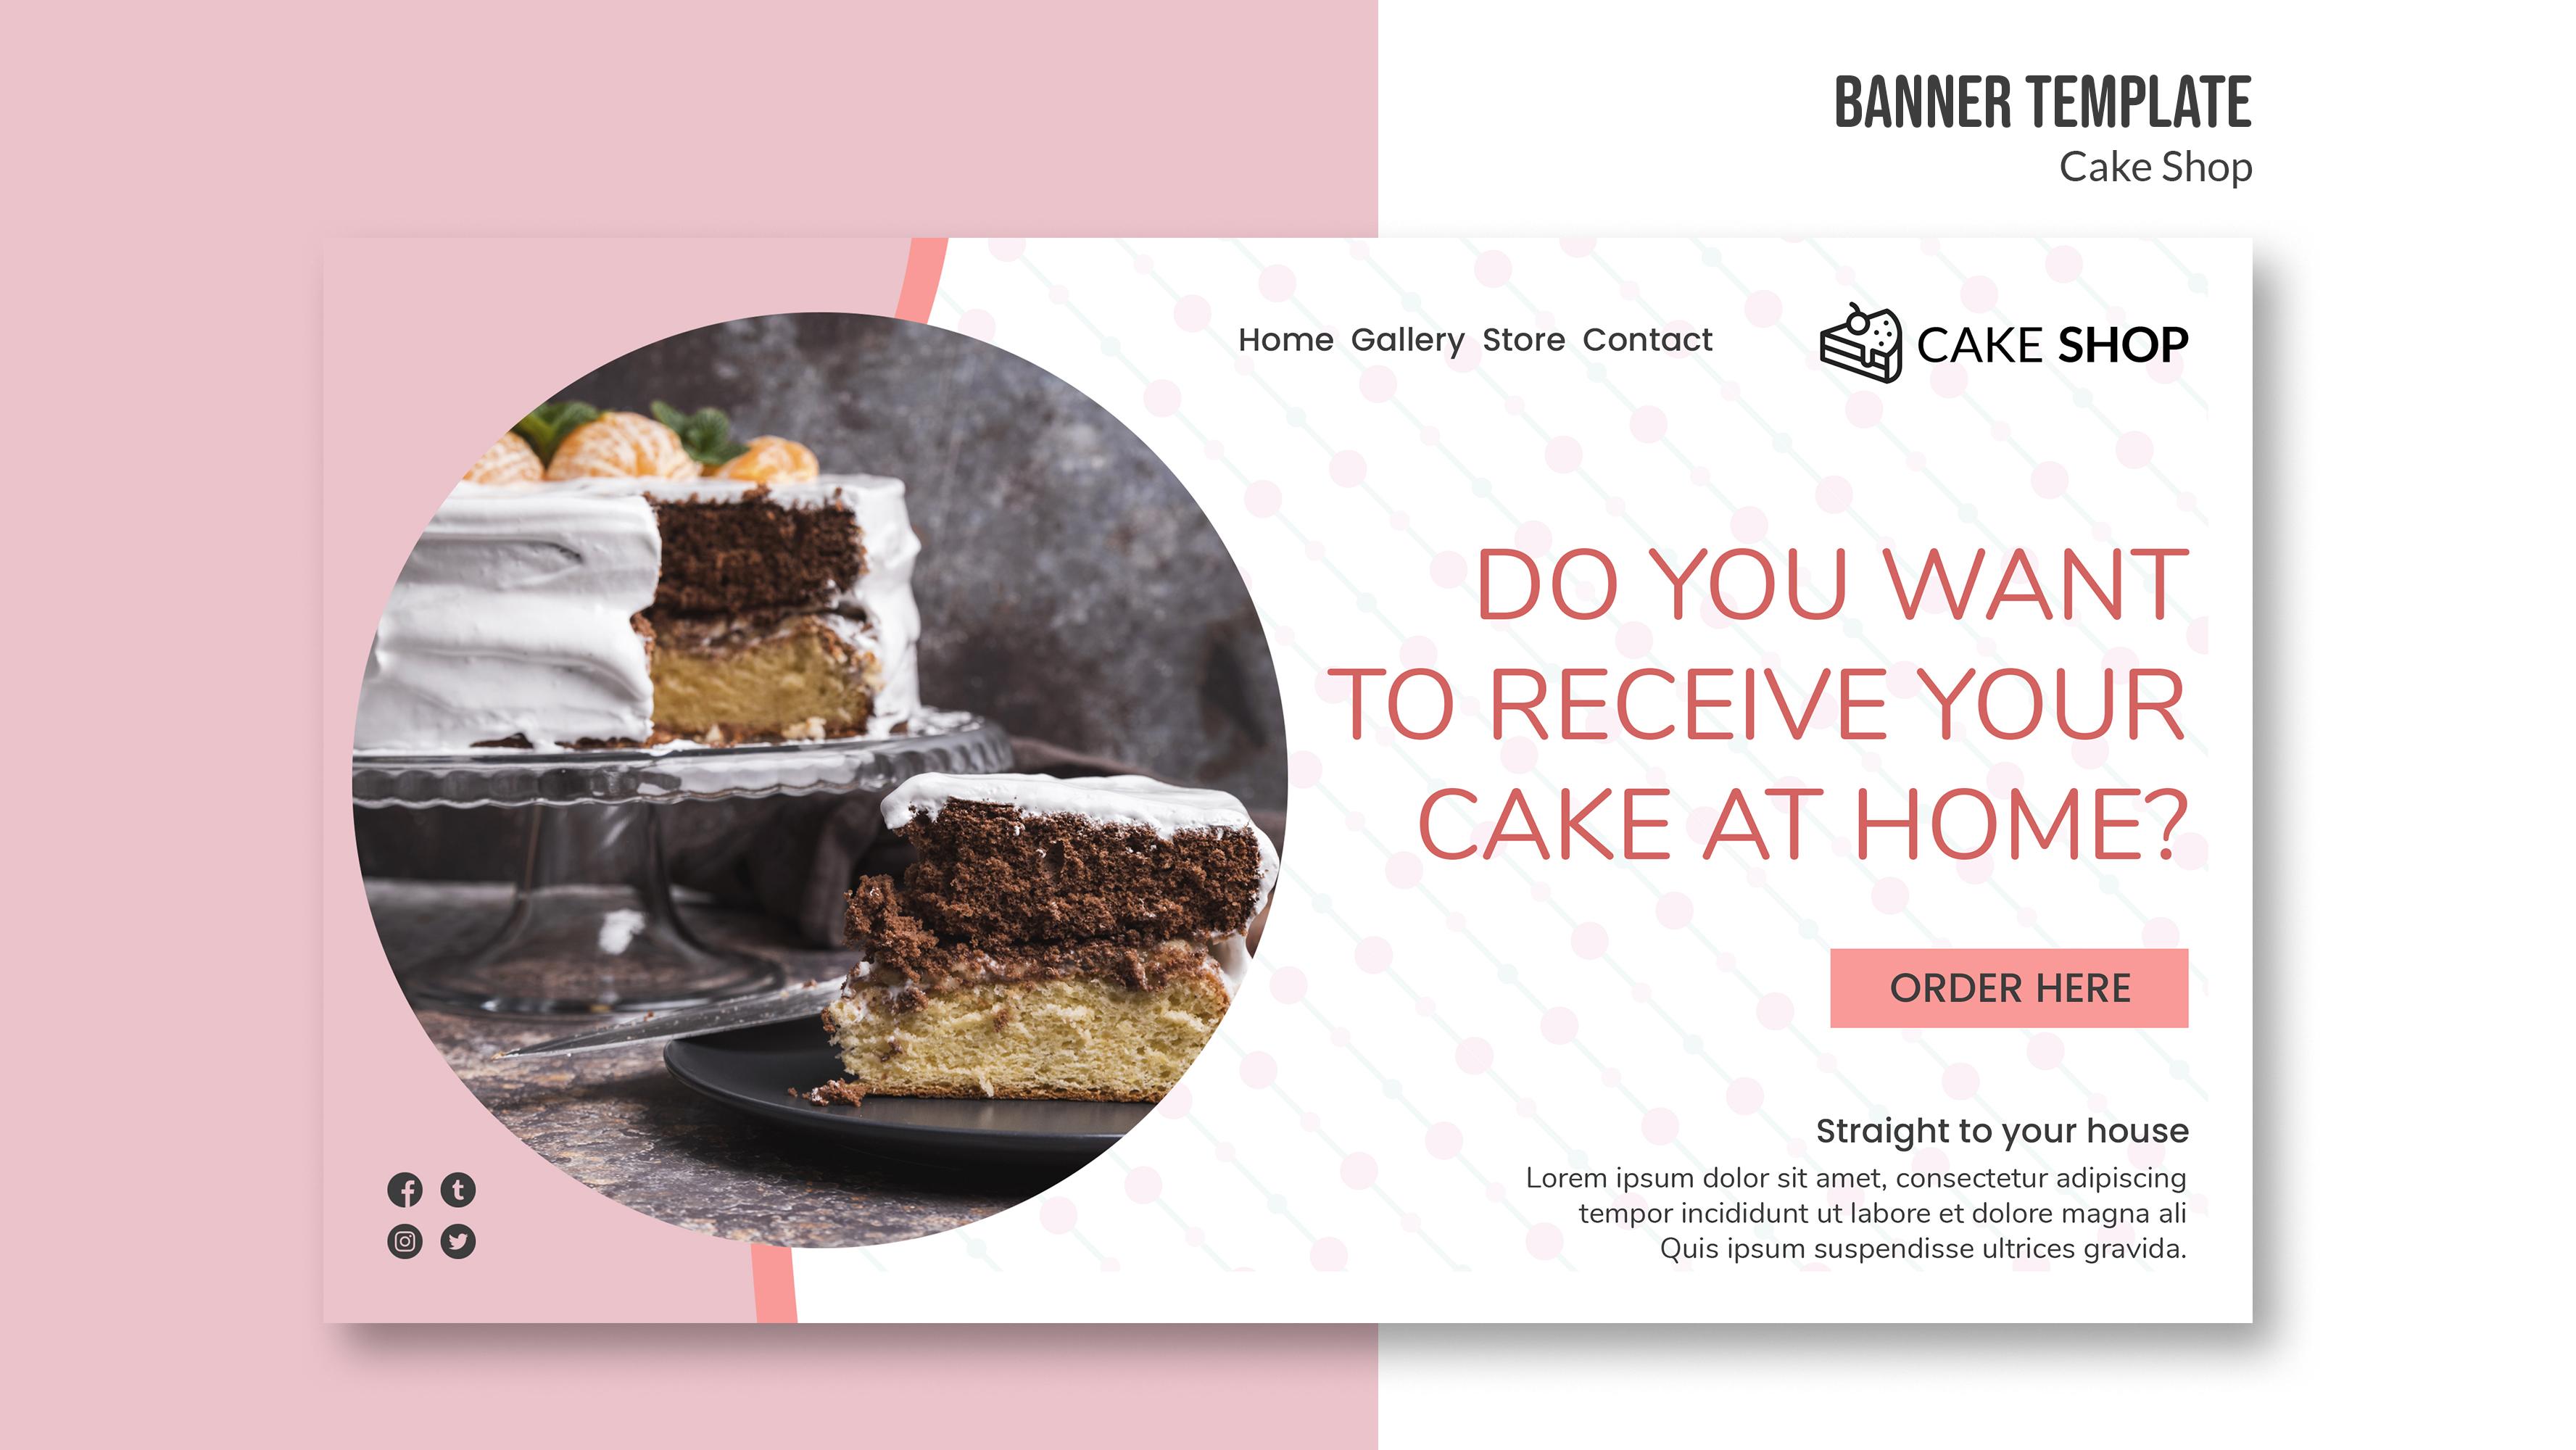 BANNER TEMPLATE
Cake Shop
Home Gallery Store Contact
CAKE SHOP
DO YOU WANT
TO RECEIVE YOUR
CAKE AT HOME?
ORDER HERE
Straight to your house
Lorem ipsum dolor sit amet, consectetur adipiscing
tempor incididunt ut labore et dolore magna ali
Quis ipsum suspendisse ultrices gravida.